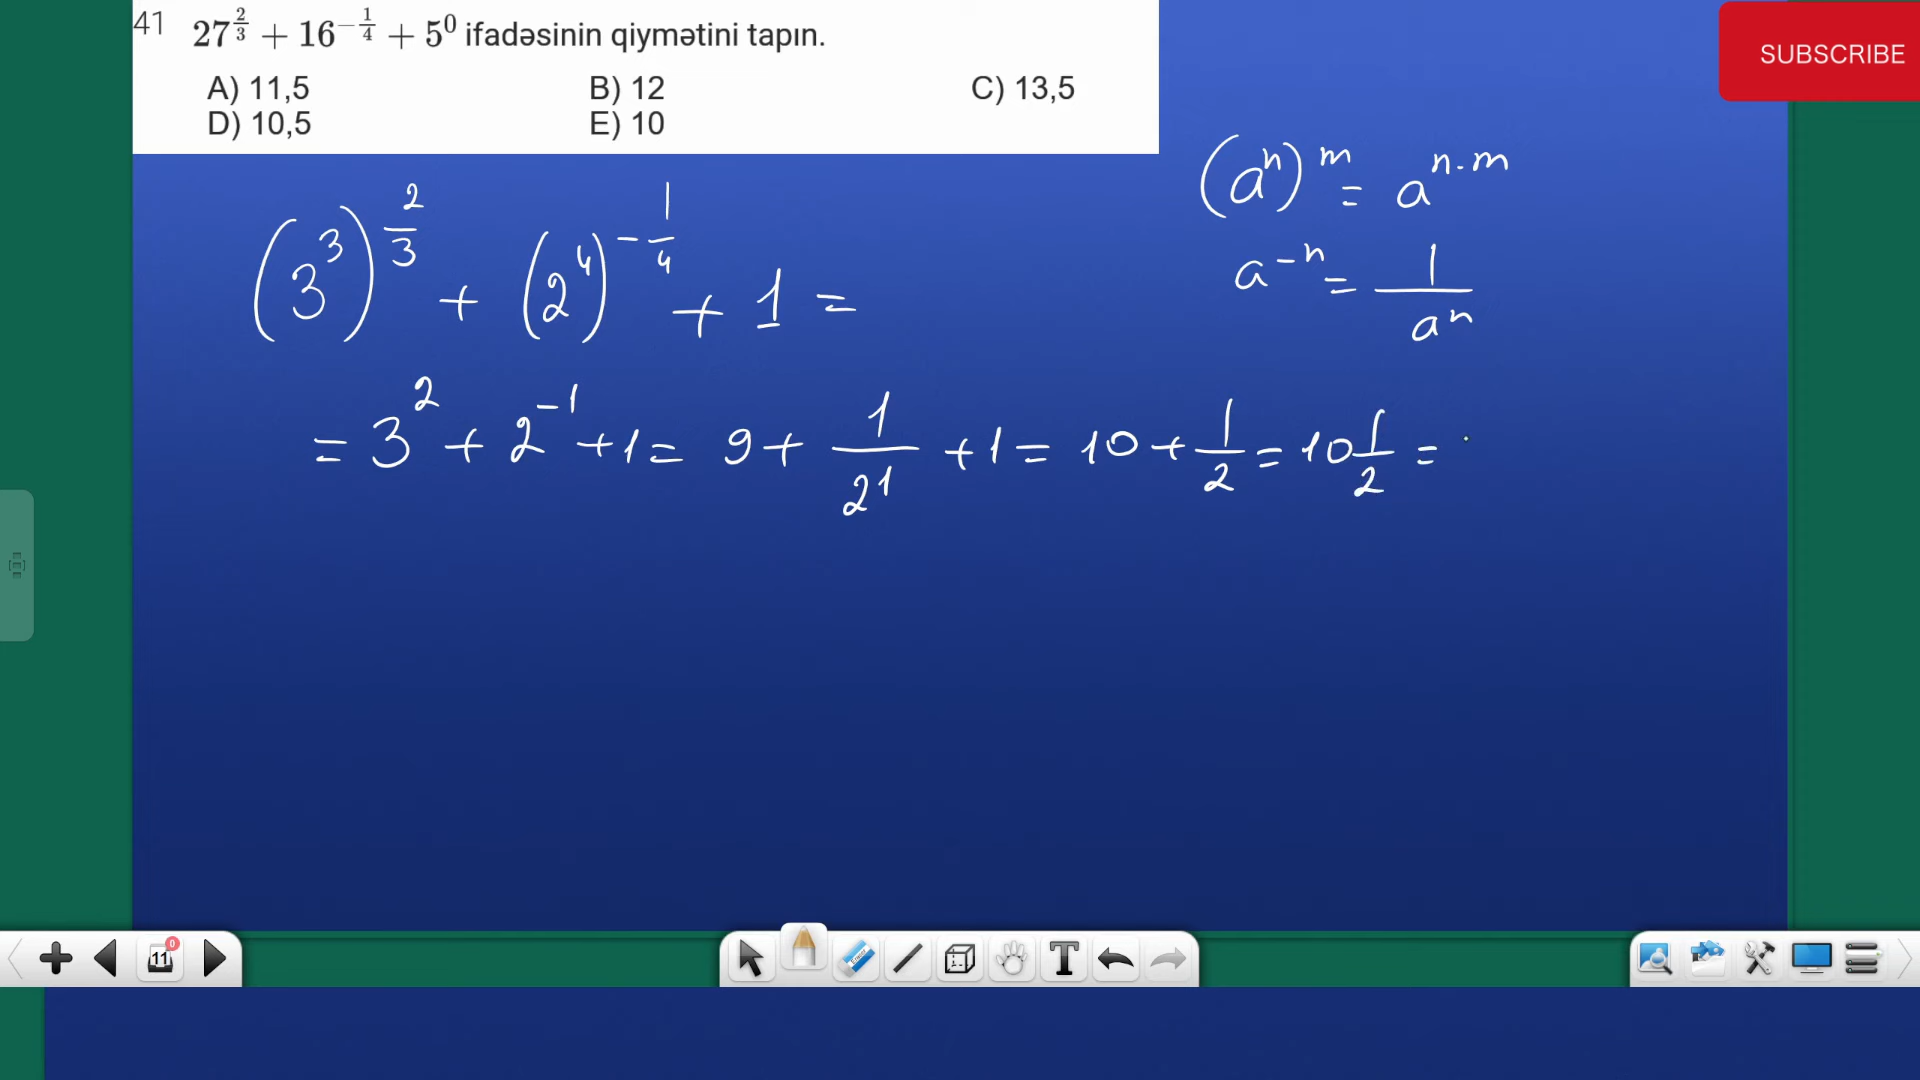 41 27^{2/3} + 16^{-1/4} + 5^0 ifadəsinin qiymətini tapın.
A) 11,5 B) 12 C) 13,5
D) 10,5 E) 10
SUBSCRIBE
(a^n)^m = a^{n·m}
a^{-n} = 1/a^n
(3^3)^{2/3} + (2^4)^{-1/4} + 1 =
= 3^2 + 2^{-1} + 1 = 9 + 1/2^1 + 1 = 10 + 1/2 = 10 1/2 =
11
0
T